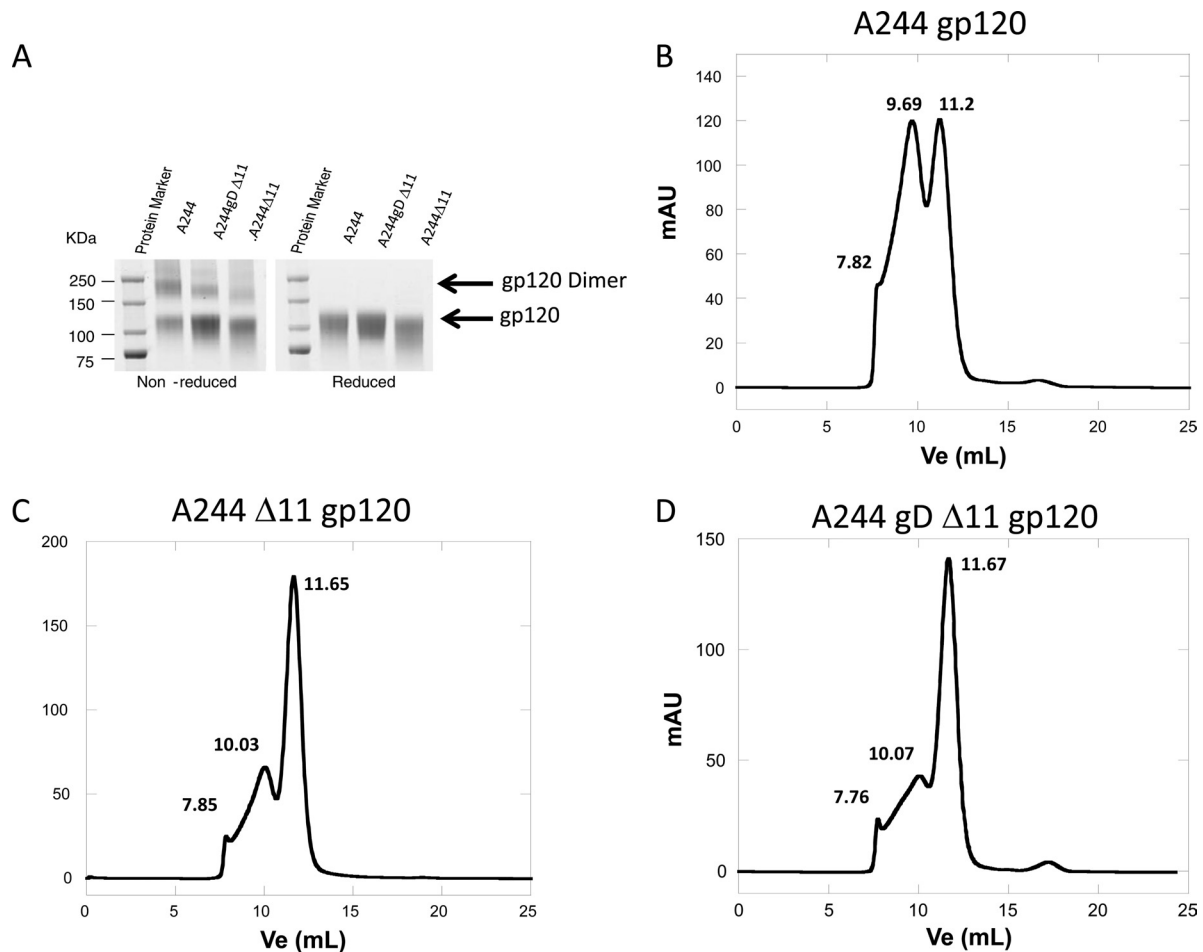 A
KDa
Protein Marker
A244
A244gD Δ11
.A244Δ11
Protein Marker
A244
A244gD Δ11
A244Δ11
250
150
100
75
gp120 Dimer
gp120
Non -reduced
Reduced
B
A244 gp120
mAU
140
120
100
80
60
40
20
0
7.82
9.69
11.2
0 5 10 15 20 25
Ve (mL)
C
A244 Δ11 gp120
200
150
100
50
0
7.85
10.03
11.65
0 5 10 15 20 25
Ve (mL)
D
A244 gD Δ11 gp120
mAU
150
100
50
0
7.76
10.07
11.67
0 5 10 15 20 25
Ve (mL)